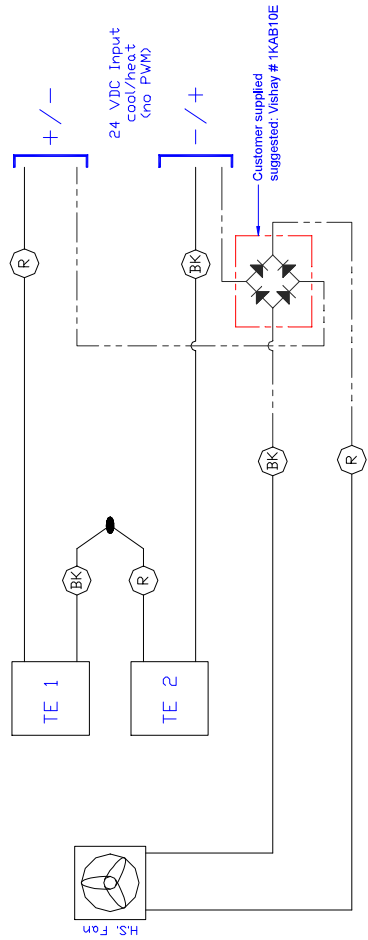 +/-
24 VDC Input
cool/heat
(no PWM)
-/+
Customer supplied
suggested: Vishay # 1KAB10E
R
BK
BK
R
BK
R
TE 1
TE 2
H.S. Fan